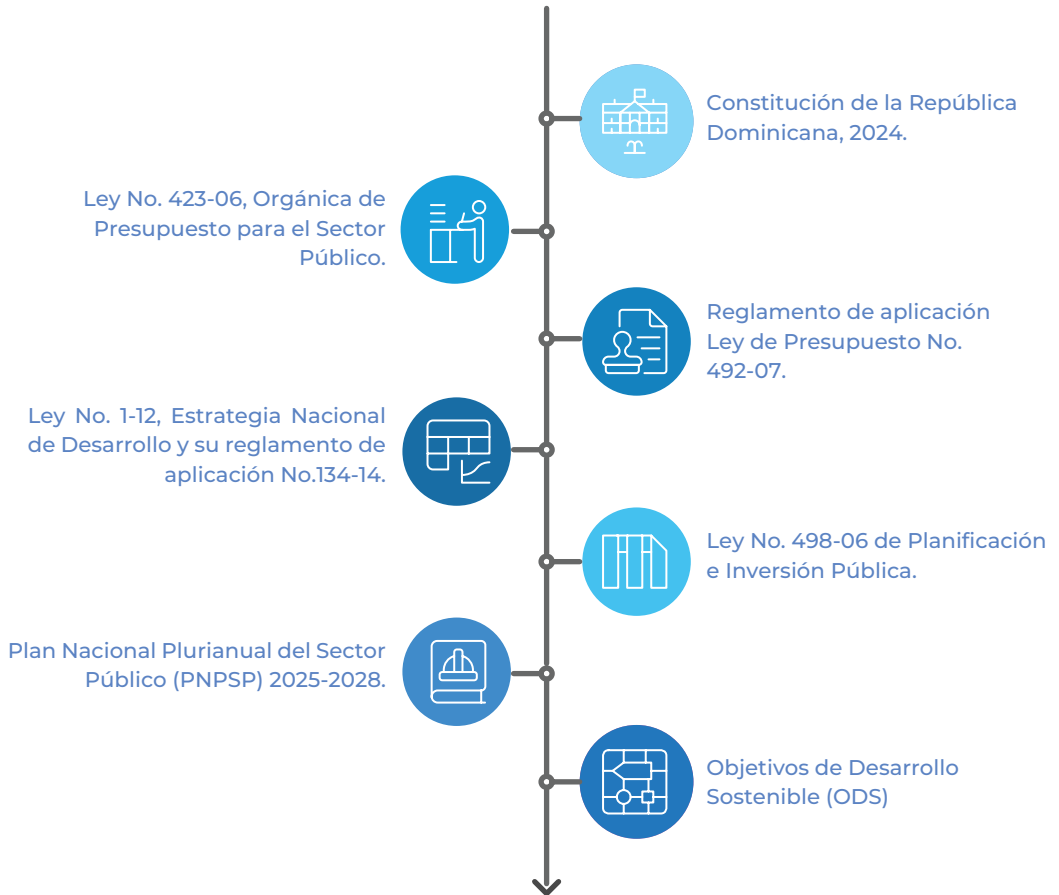 Constitución de la República
Dominicana, 2024.
Ley No. 423-06, Orgánica de
Presupuesto para el Sector
Público.
Reglamento de aplicación
Ley de Presupuesto No.
492-07.
Ley No. 1-12, Estrategia Nacional
de Desarrollo y su reglamento de
aplicación No.134-14.
Ley No. 498-06 de Planificación
e Inversión Pública.
Plan Nacional Plurianual del Sector
Público (PNPSP) 2025-2028.
Objetivos de Desarrollo
Sostenible (ODS)